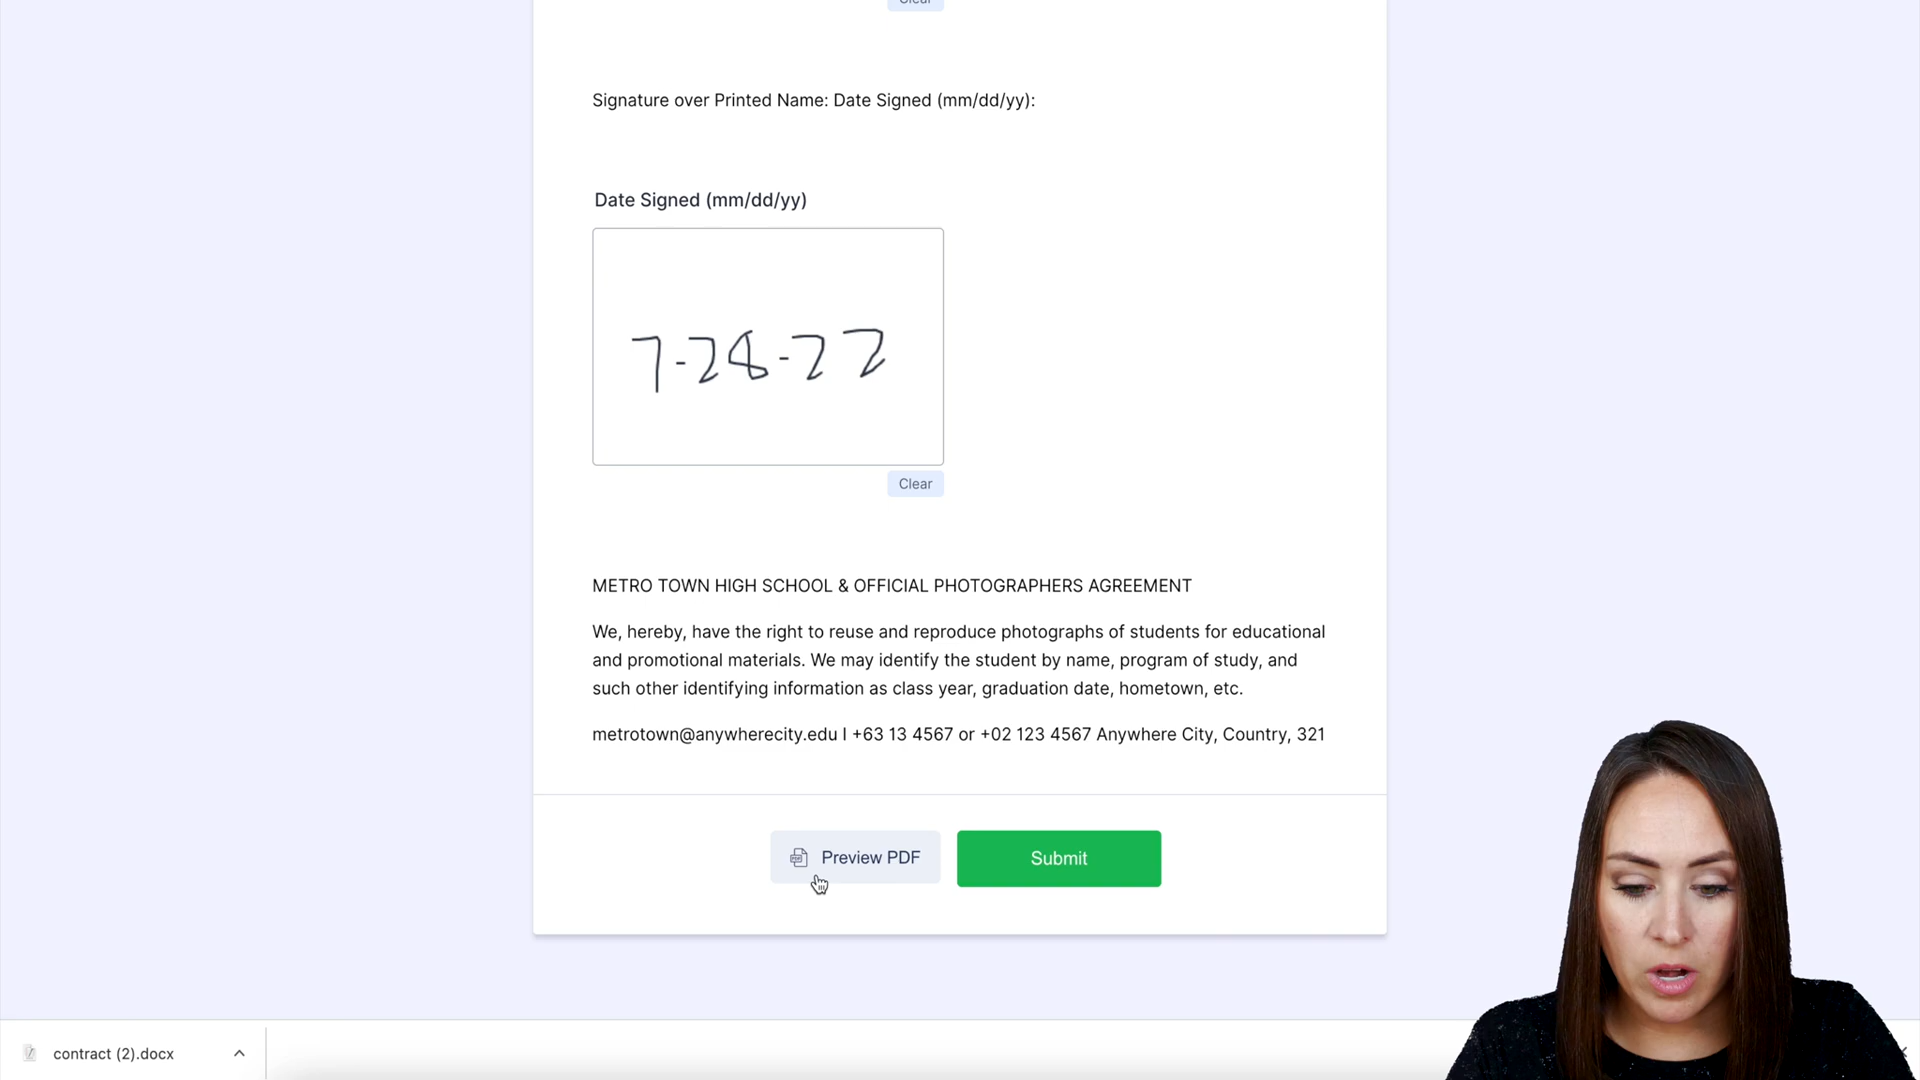 Clear
Signature over Printed Name: Date Signed (mm/dd/yy):
Date Signed (mm/dd/yy)
7-28-22
Clear
METRO TOWN HIGH SCHOOL & OFFICIAL PHOTOGRAPHERS AGREEMENT
We, hereby, have the right to reuse and reproduce photographs of students for educational
and promotional materials. We may identify the student by name, program of study, and
such other identifying information as class year, graduation date, hometown, etc.
metrotown@anywherecity.edu I +63 13 4567 or +02 123 4567 Anywhere City, Country, 321
Preview PDF
Submit
contract (2).docx